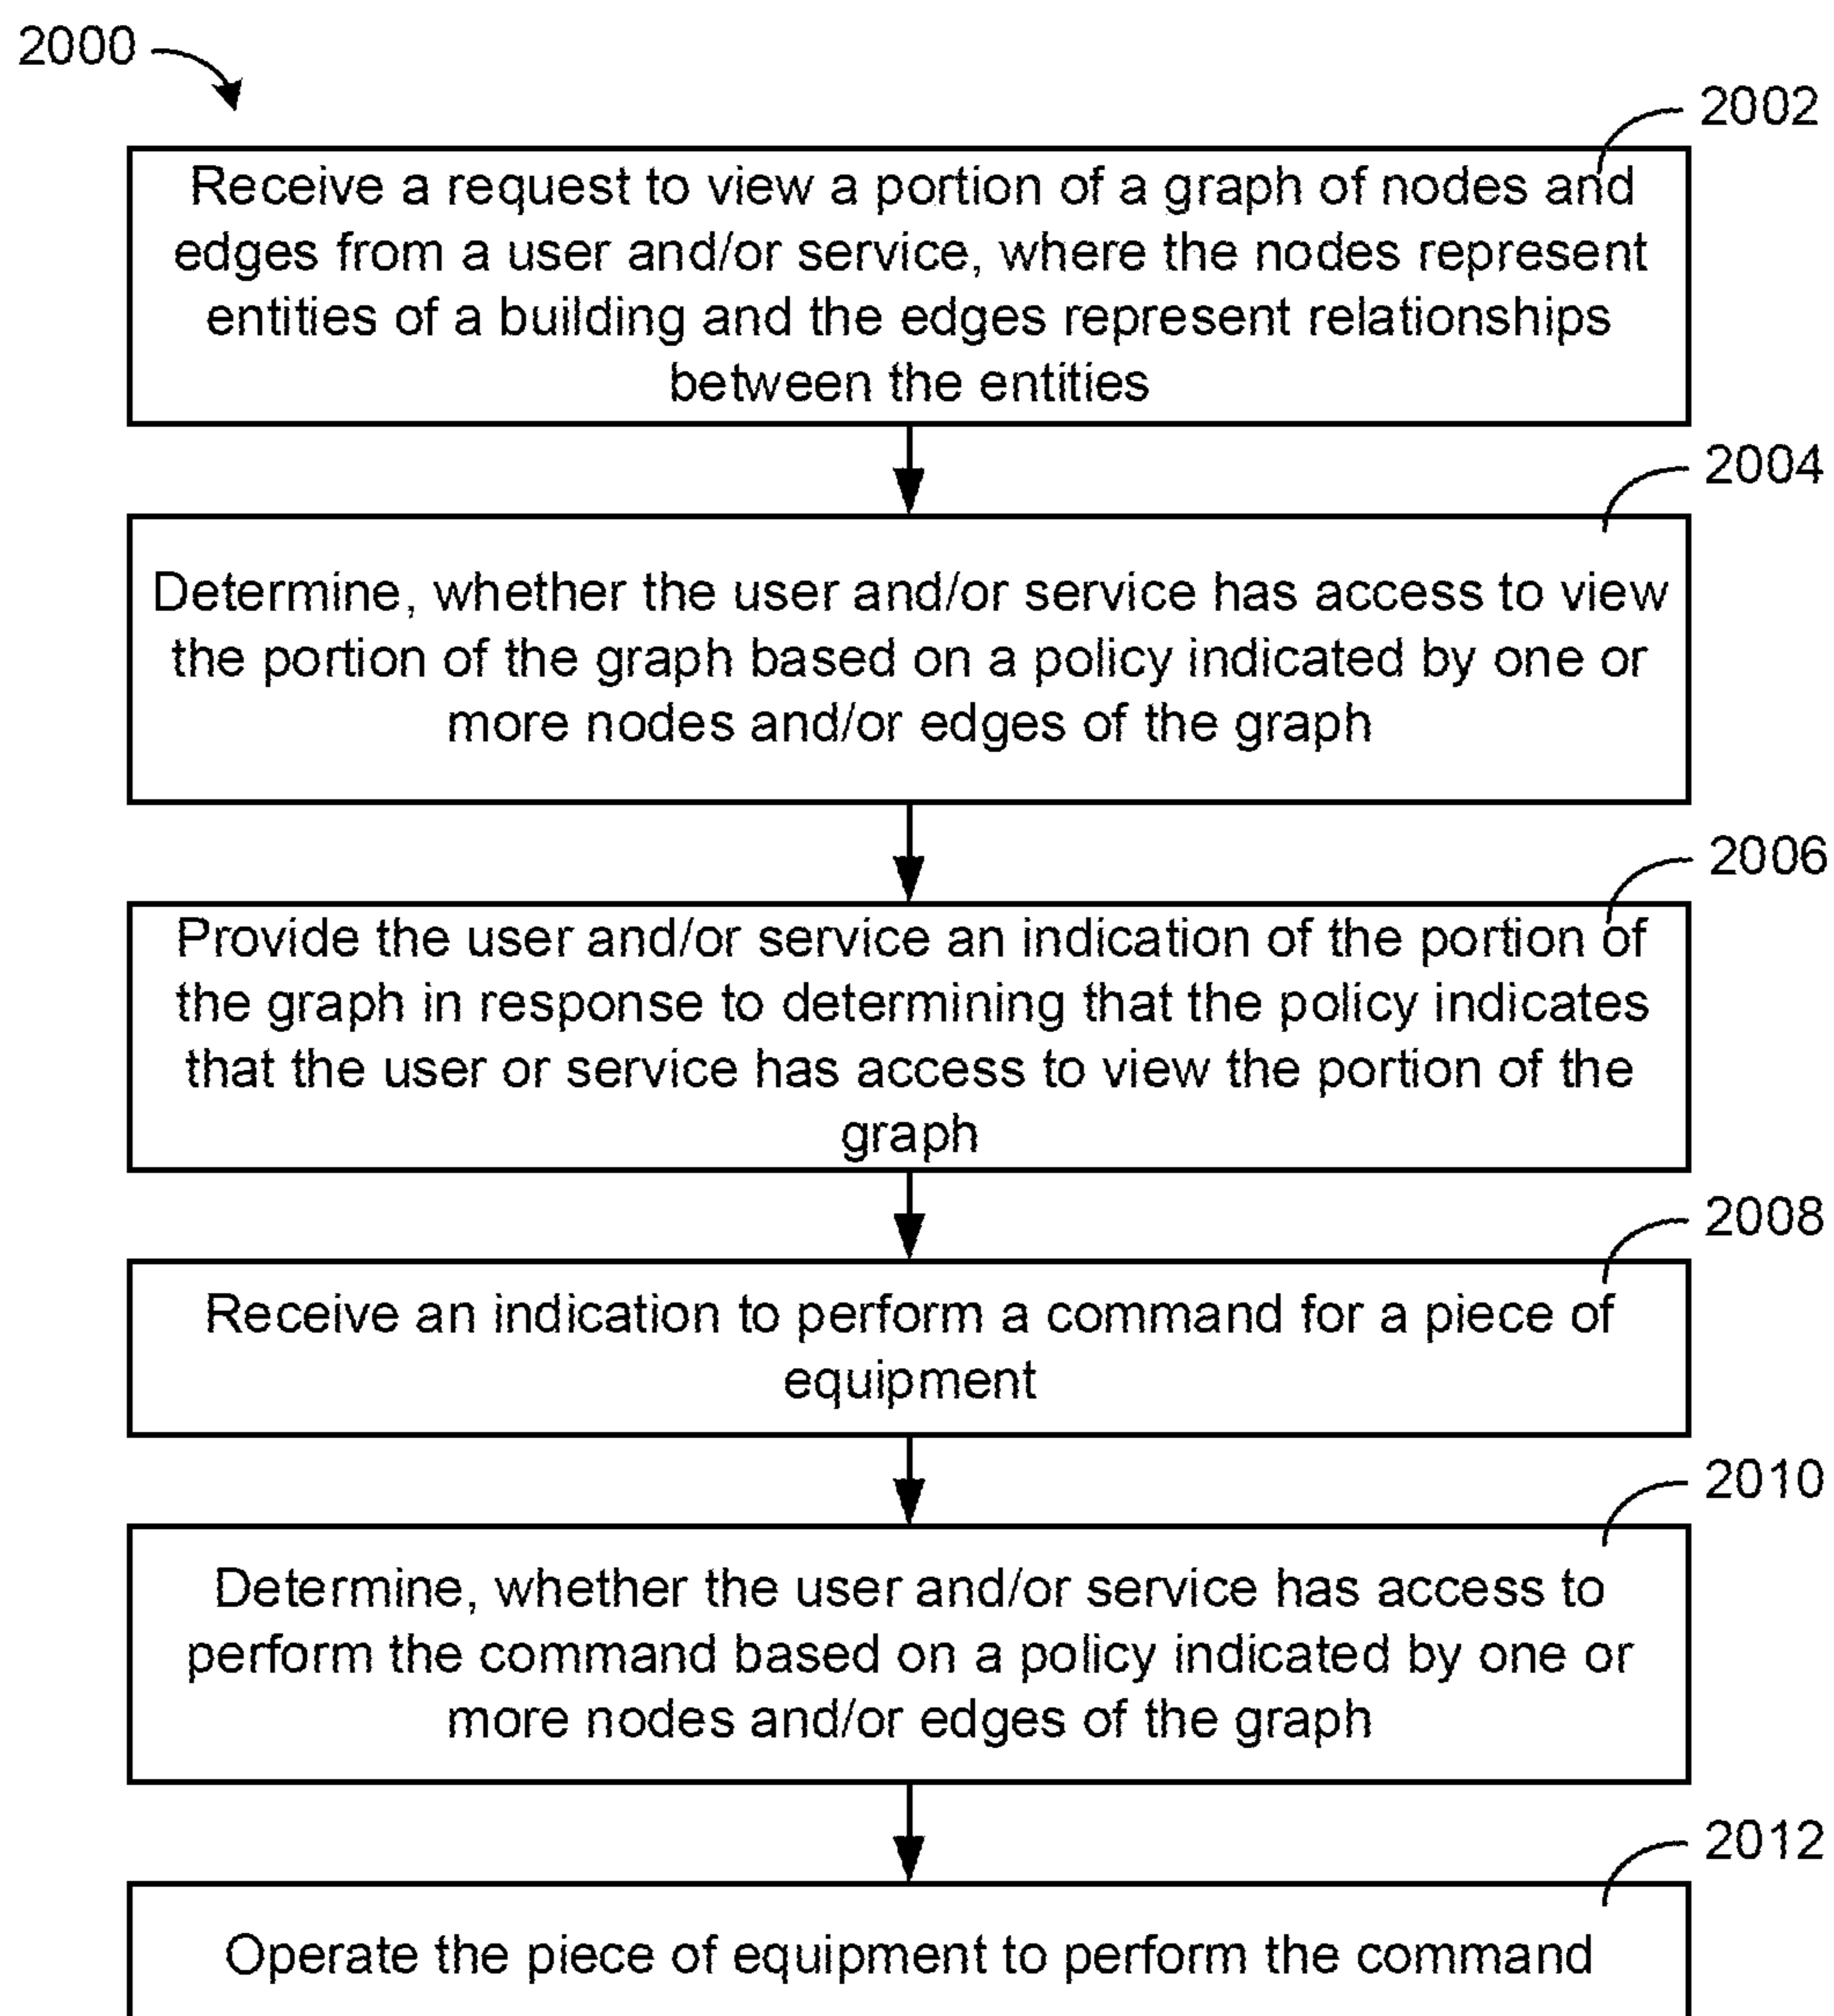 2000
2002
Receive a request to view a portion of a graph of nodes and
edges from a user and/or service, where the nodes represent
entities of a building and the edges represent relationships
between the entities
2004
Determine, whether the user and/or service has access to view
the portion of the graph based on a policy indicated by one or
more nodes and/or edges of the graph
2006
Provide the user and/or service an indication of the portion of
the graph in response to determining that the policy indicates
that the user or service has access to view the portion of the
graph
2008
Receive an indication to perform a command for a piece of
equipment
2010
Determine, whether the user and/or service has access to
perform the command based on a policy indicated by one or
more nodes and/or edges of the graph
2012
Operate the piece of equipment to perform the command